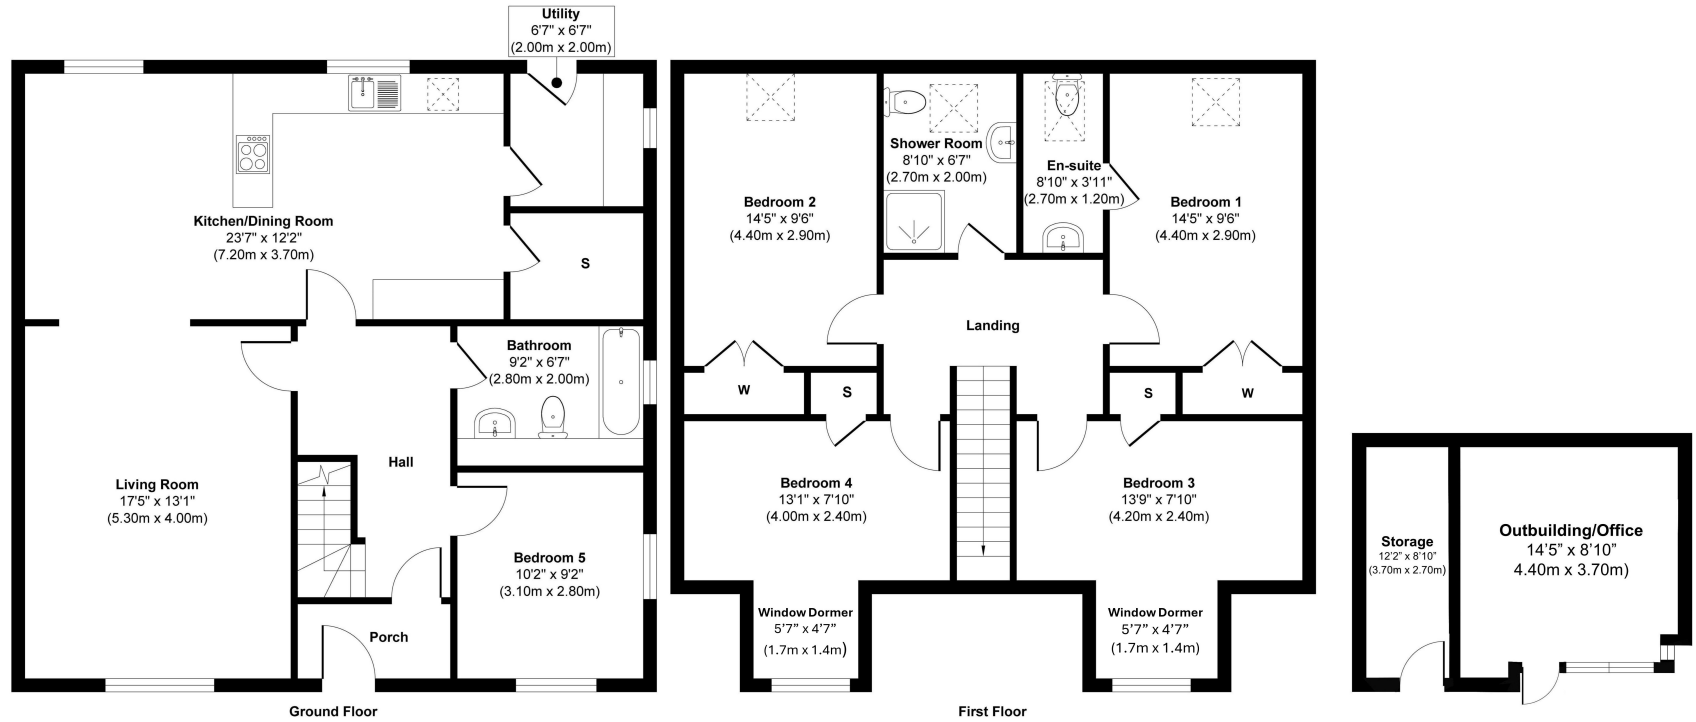 Utility
6'7" x 6'7"
(2.00m x 2.00m)
Kitchen/Dining Room
23'7" x 12'2"
(7.20m x 3.70m)
S
Bathroom
9'2" x 6'7"
(2.80m x 2.00m)
Hall
Living Room
17'5" x 13'1"
(5.30m x 4.00m)
Bedroom 5
10'2" x 9'2"
(3.10m x 2.80m)
Porch
Ground Floor
Bedroom 2
14'5" x 9'6"
(4.40m x 2.90m)
Shower Room
8'10" x 6'7"
(2.70m x 2.00m)
En-suite
8'10" x 3'11"
(2.70m x 1.20m)
Bedroom 1
14'5" x 9'6"
(4.40m x 2.90m)
Landing
W
S
S
W
Bedroom 4
13'1" x 7'10"
(4.00m x 2.40m)
Bedroom 3
13'9" x 7'10"
(4.20m x 2.40m)
Window Dormer
5’7” x 4’7”
(1.7m x 1.4m)
Window Dormer
5’7” x 4’7”
(1.7m x 1.4m)
First Floor
Storage
12'2" x 8'10"
(3.70m x 2.70m)
Outbuilding/Office
14’5” x 8’10”
4.40m x 3.70m)